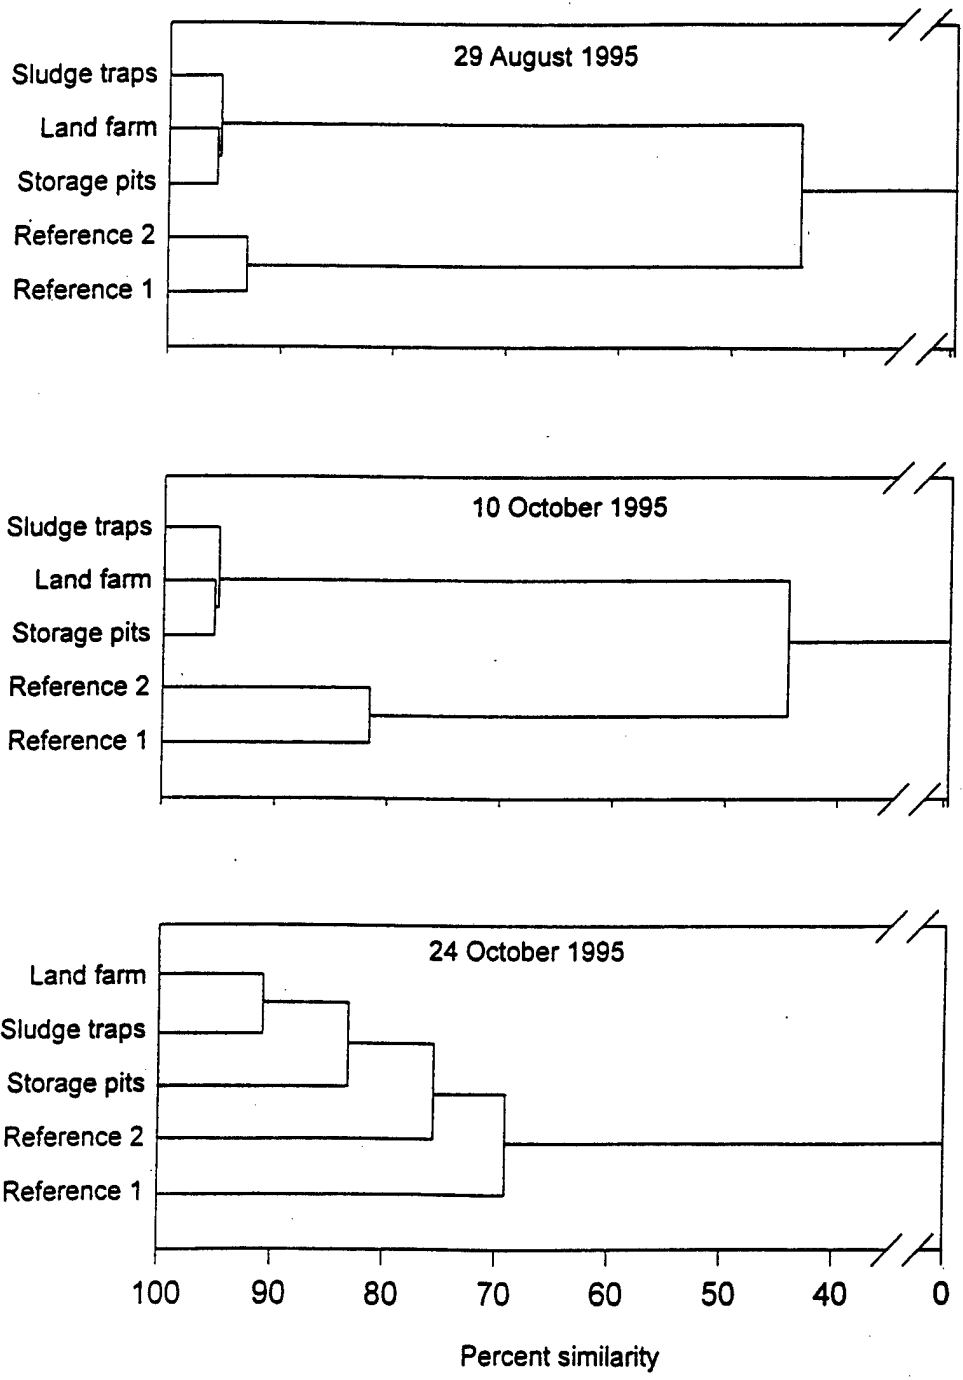 29 August 1995
Sludge traps
Land farm
Storage pits
Reference 2
Reference 1
10 October 1995
Sludge traps
Land farm
Storage pits
Reference 2
Reference 1
24 October 1995
Land farm
Sludge traps
Storage pits
Reference 2
Reference 1
100 90 80 70 60 50 40 0
Percent similarity